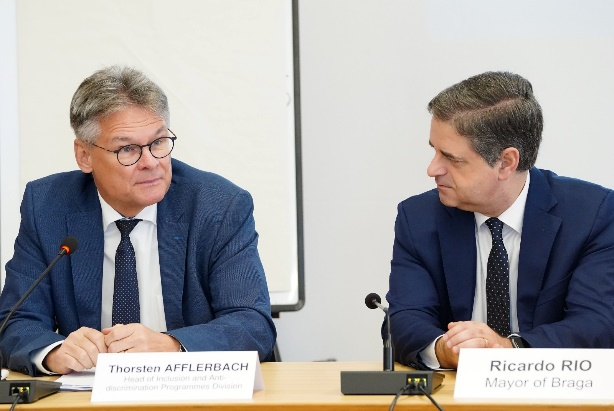 Thorsten AFFLERBACH
Head of Inclusion and Anti-
discrimination Programmes Division
Ricardo RIO
Mayor of Braga